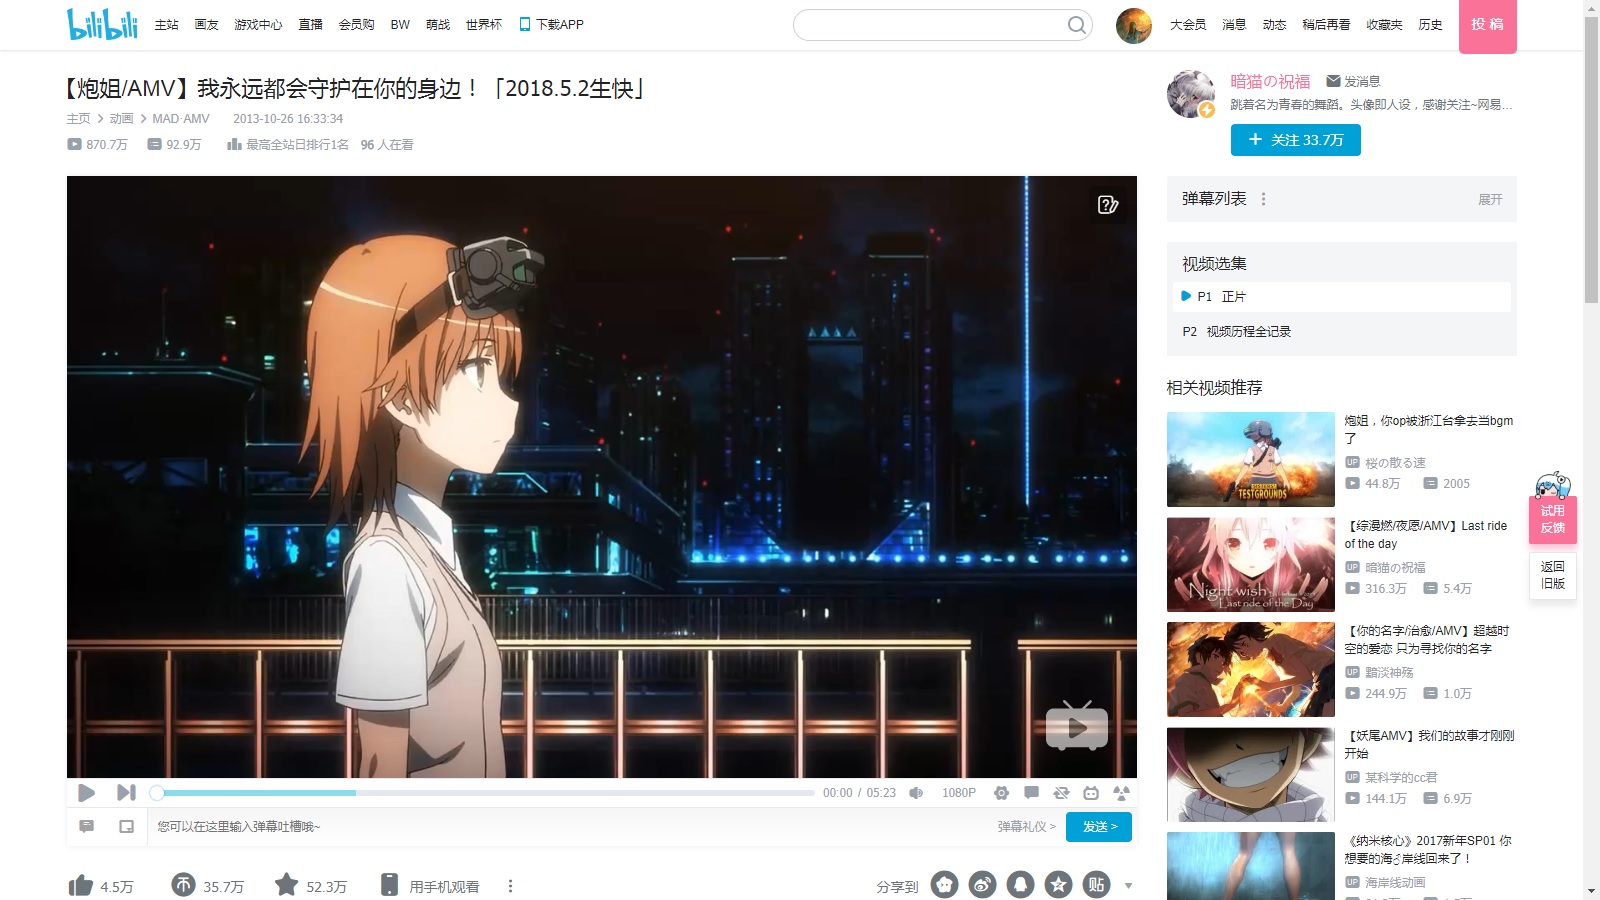 bilibili
主站 画友 游戏中心 直播 会员购 BW 萌战 世界杯 下载APP
大会员 消息 动态 稍后再看 收藏夹 历史 投稿
【炮姐/AMV】我永远都会守护在你的身边！「2018.5.2生快」
主页 > 动画 > MAD·AMV 2013-10-26 16:33:34
870.7万 92.9万 最高全站日排行1名 96 人在看
暗猫の祝福 发消息
跳着名为青春的舞蹈。头像即人设，感谢关注~网易...
+ 关注 33.7万
弹幕列表 展开
视频选集
P1 正片
P2 视频历程全记录
相关视频推荐
TESTGROUNDS
炮姐，你op被浙江台拿去当bgm
了
UP 桜の散る速
44.8万 2005
Night wish
Last ride of the Day
【综漫燃/夜愿/AMV】Last ride
of the day
UP 暗猫の祝福
316.3万 5.4万
【你的名字/治愈/AMV】超越时
空的爱恋 只为寻找你的名字
UP 黯淡神殇
244.9万 1.0万
【妖尾AMV】我们的故事才刚刚
开始
UP 某科学的cc君
144.1万 6.9万
《纳米核心》2017新年SP01 你
想要的海彡岸线回来了！
UP 海岸线动画
试用
反馈
返回
旧版
00:00 / 05:23 1080P
您可以在这里输入弹幕吐槽哦~ 弹幕礼仪 > 发送 >
4.5万 35.7万 52.3万 用手机观看 分享到 贴